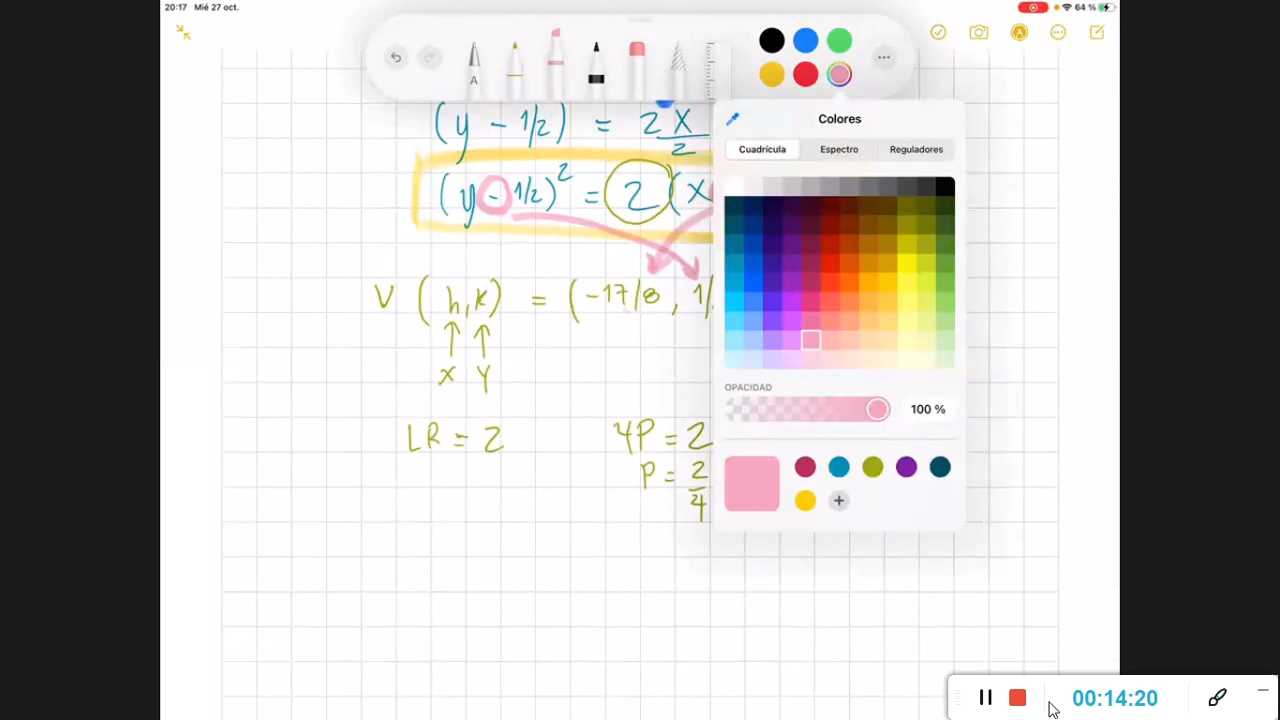 20:17 Mié 27 oct.
64 %
A
(y - 1/2) = 2X/2
(y - 1/2)² = 2 (x
V (h,k) = (-17/8, 1/
X Y
LR = 2
4P = 2
P = 2/4
Colores
Cuadrícula Espectro Reguladores
OPACIDAD
100 %
+
00:14:20